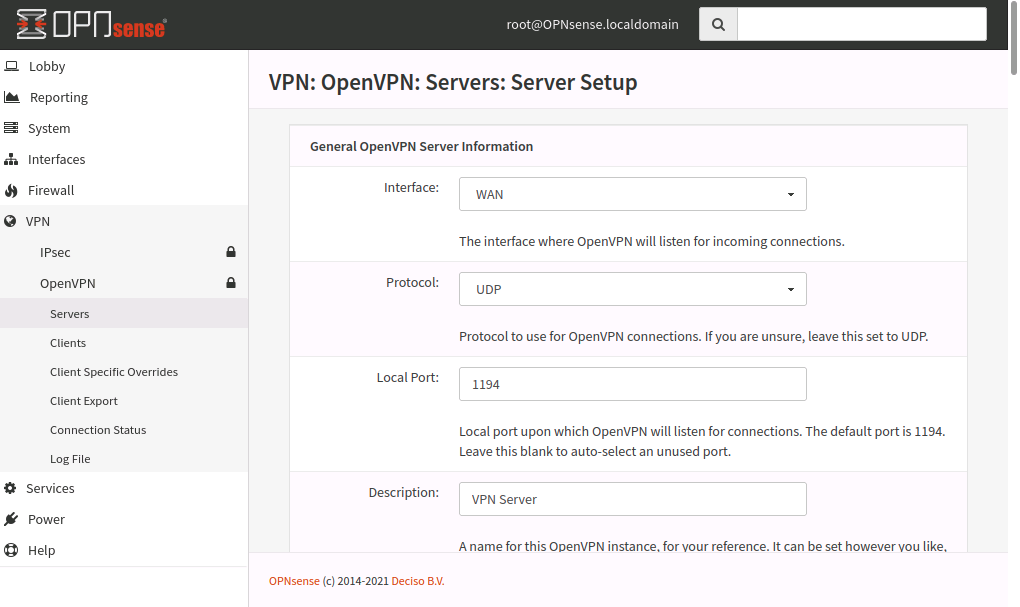 OPNsense®
root@OPNsense.localdomain
Lobby
Reporting
System
Interfaces
Firewall
VPN
IPsec
OpenVPN
Servers
Clients
Client Specific Overrides
Client Export
Connection Status
Log File
Services
Power
Help
VPN: OpenVPN: Servers: Server Setup
General OpenVPN Server Information
Interface:
WAN
The interface where OpenVPN will listen for incoming connections.
Protocol:
UDP
Protocol to use for OpenVPN connections. If you are unsure, leave this set to UDP.
Local Port:
1194
Local port upon which OpenVPN will listen for connections. The default port is 1194.
Leave this blank to auto-select an unused port.
Description:
VPN Server
A name for this OpenVPN instance, for your reference. It can be set however you like,
OPNsense (c) 2014-2021 Deciso B.V.